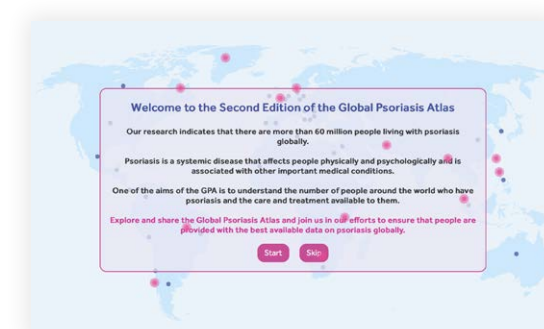 Welcome to the Second Edition of the Global Psoriasis Atlas
Our research indicates that there are more than 60 million people living with psoriasis
globally.
Psoriasis is a systemic disease that affects people physically and psychologically and is
associated with other important medical conditions.
One of the aims of the GPA is to understand the number of people around the world who have
psoriasis and the care and treatment available to them.
Explore and share the Global Psoriasis Atlas and join us in our efforts to ensure that people are
provided with the best available data on psoriasis globally.
Start Skip